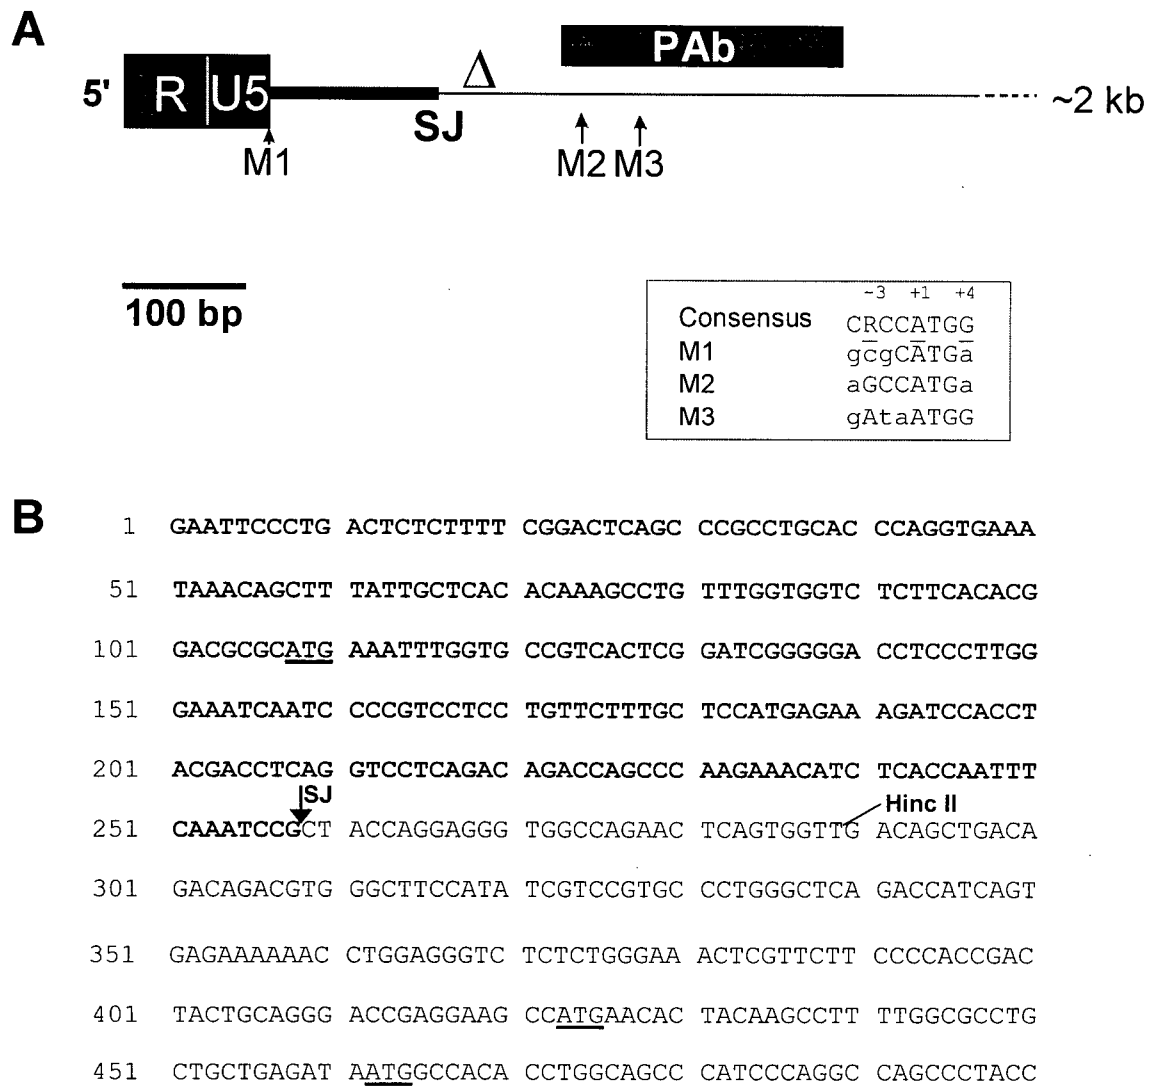 A
PAb
5' R U5 Δ ~2 kb
SJ
M1 M2 M3
100 bp
-3 +1 +4
Consensus CRCCATGG
M1 gcgCATGa
M2 aGCCATGa
M3 gAtaATGG
B
1 GAATTCCCTG ACTCTCTTTT CGGACTCAGC CCGCCTGCAC CCAGGTGAAA
51 TAAACAGCTT TATTGCTCAC ACAAAGCCTG TTTGGTGGTC TCTTCACACG
101 GACGCGCATG AAATTTGGTG CCGTCACTCG GATCGGGGGA CCTCCCTTGG
151 GAAATCAATC CCCGTCCTCC TGTTCTTTGC TCCATGAGAA AGATCCACCT
201 ACGACCTCAG GTCCTCAGAC AGACCAGCCC AAGAAACATC TCACCAATTT
SJ Hinc II
251 CAAATCCGCT ACCAGGAGGG TGGCCAGAAC TCAGTGGTTG ACAGCTGACA
301 GACAGACGTG GGCTTCCATA TCGTCCGTGC CCTGGGCTCA GACCATCAGT
351 GAGAAAAAAC CTGGAGGGTC TCTCTGGGAA ACTCGTTCTT CCCCACCGAC
401 TACTGCAGGG ACCGAGGAAG CCATGAACAC TACAAGCCTT TTGGCGCCTG
451 CTGCTGAGAT AATGGCCACA CCTGGCAGCC CATCCCAGGC CAGCCCTACC